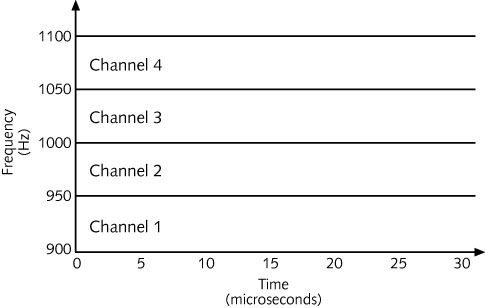 1100
Channel 4
1050
Channel 3
1000
Channel 2
950
Channel 1
900
Frequency
(Hz)
0 5 10 15 20 25 30
Time
(microseconds)